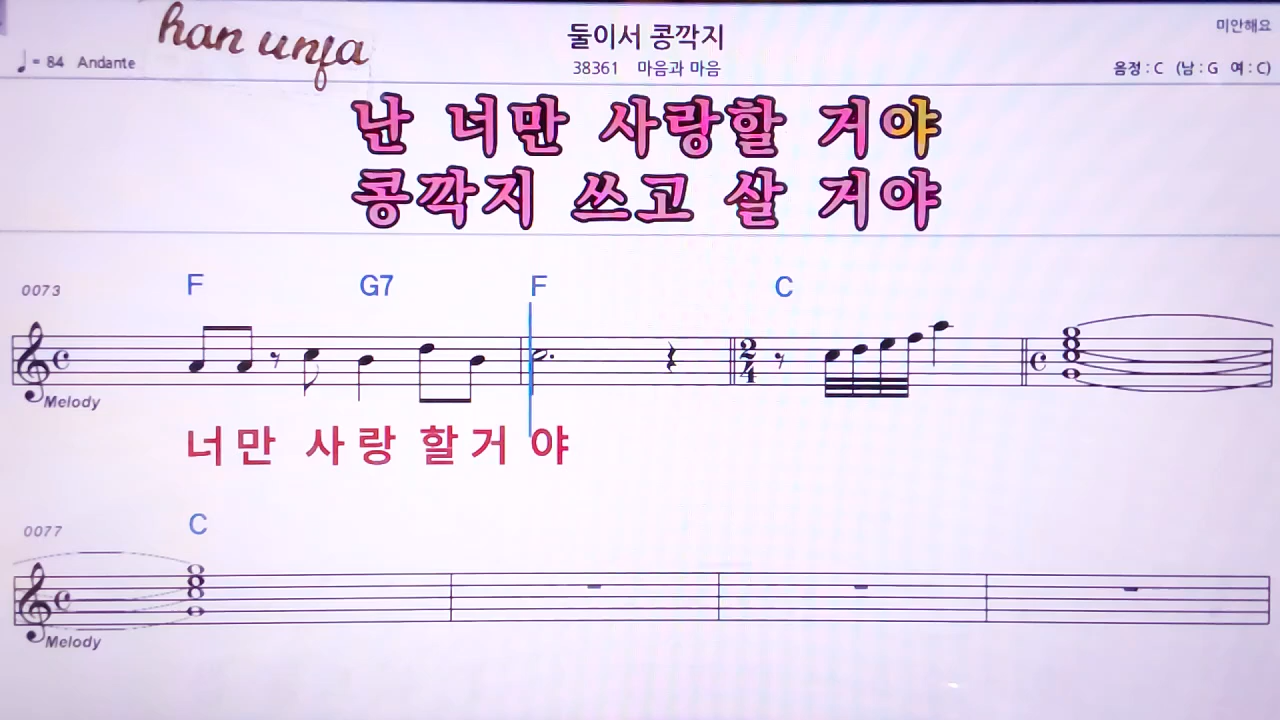 han unja
둘이서 콩깍지
미안해요
♩= 84 Andante
38361 마음과 마음
음정 : C (남 : G 여 : C)
난 너만 사랑할 거야
콩깍지 쓰고 살 거야
0073
F G7 F C
2
4
Melody
너만 사랑 할거 야
0077
C
Melody